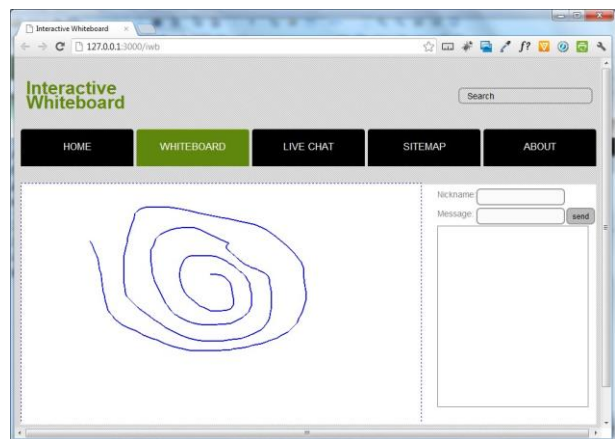 Interactive Whiteboard
127.0.0.1:3000/iwb
f?
Interactive
Whiteboard
Search
HOME WHITEBOARD LIVE CHAT SITEMAP ABOUT
Nickname:
Message: send